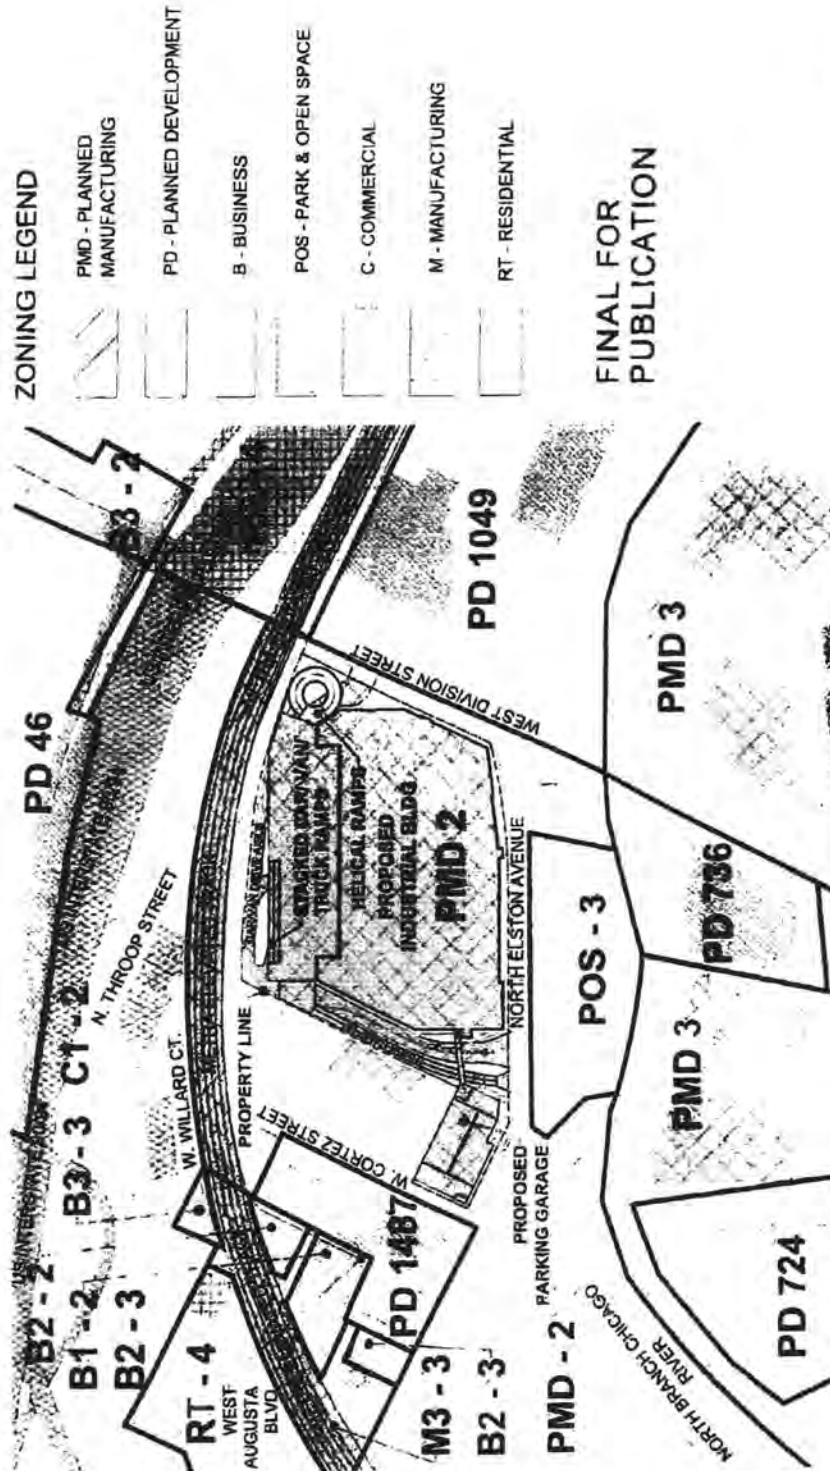 ZONING LEGEND
PMD - PLANNED
MANUFACTURING
PD - PLANNED DEVELOPMENT
B - BUSINESS
POS - PARK & OPEN SPACE
C - COMMERCIAL
M - MANUFACTURING
RT - RESIDENTIAL
FINAL FOR
PUBLICATION
B2 - 2
B1 - 2
B2 - 3
B3 - 3
C1 - 2
PD 46
B3 - 2
N. THROOP STREET
W. WILLARD CT.
RT - 4
WEST
AUGUSTA
BLVD
PROPERTY LINE
W. CORTEZ STREET
STACKED CAR/VAN/
TRUCK RAMPS
HELICAL RAMPS
PROPOSED
INDUSTRIAL BLDG
PMD 2
WEST DIVISION STREET
PD 1049
NORTH ELSTON AVENUE
PD 1487
M3 - 3
B2 - 3
PMD - 2
PROPOSED
PARKING GARAGE
POS - 3
NORTH BRANCH CHICAGO
RIVER
PD 724
PMD 3
PD 736
PMD 3